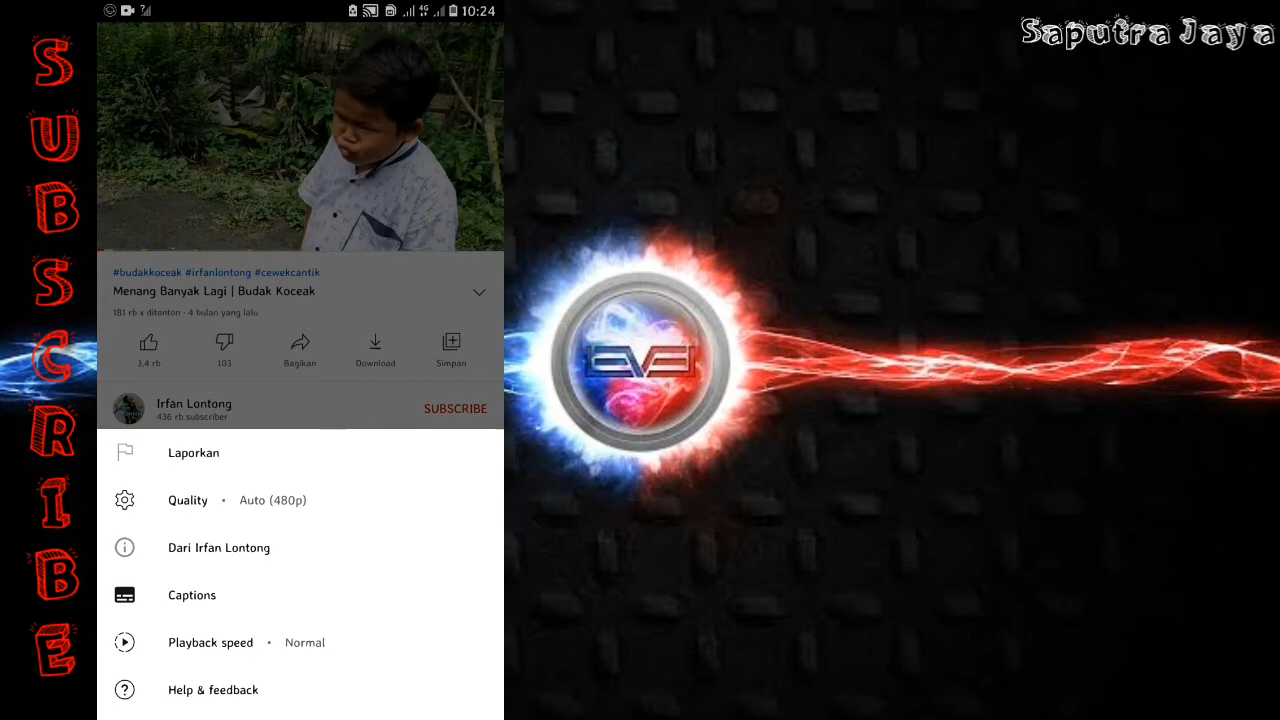 SUBSCRIBE
4G 10:24
#budakkoceak #irfanlontong #cewekcantik
Menang Banyak Lagi | Budak Koceak
181 rb x ditonton · 4 bulan yang lalu
3,4 rb 103 Bagikan Download Simpan
Irfan Lontong
436 rb subscriber
SUBSCRIBE
Laporkan
Quality • Auto (480p)
Dari Irfan Lontong
Captions
Playback speed • Normal
Help & feedback
Saputra Jaya